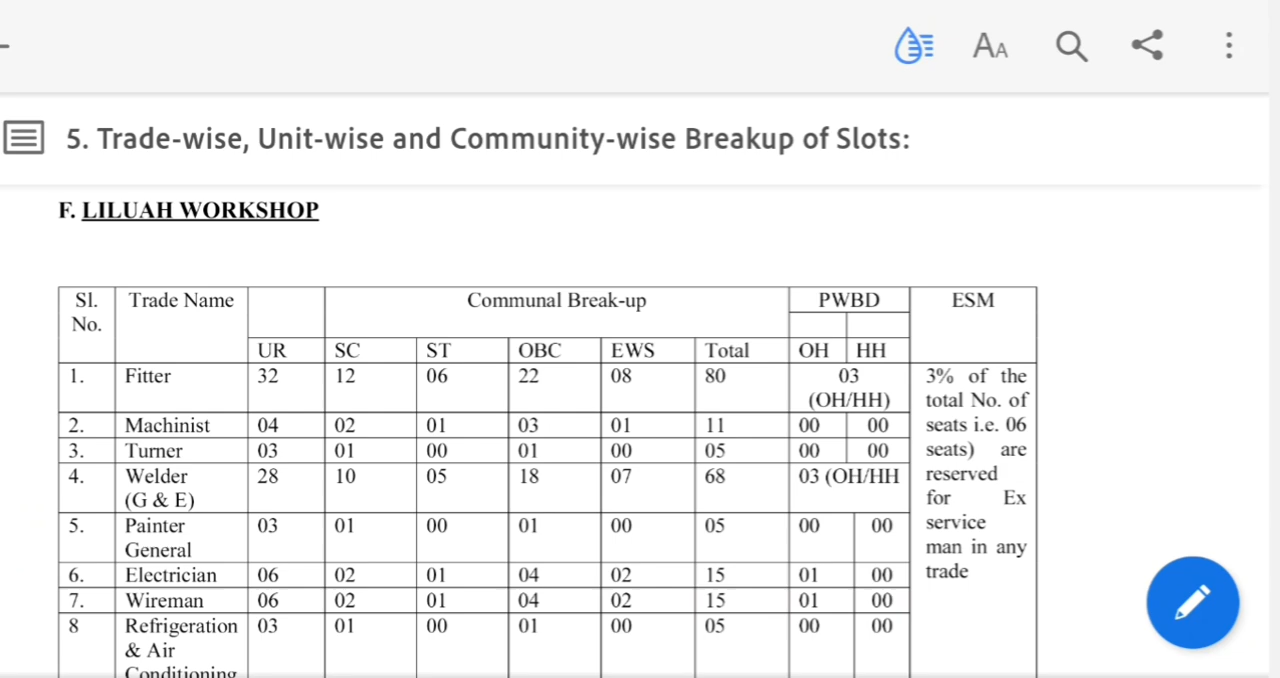 AA
5. Trade-wise, Unit-wise and Community-wise Breakup of Slots:
F. LILUAH WORKSHOP
Sl. No. Trade Name Communal Break-up PWBD ESM
UR SC ST OBC EWS Total OH HH
1. Fitter 32 12 06 22 08 80 03 (OH/HH)
2. Machinist 04 02 01 03 01 11 00 00
3. Turner 03 01 00 01 00 05 00 00
4. Welder (G & E) 28 10 05 18 07 68 03 (OH/HH
5. Painter General 03 01 00 01 00 05 00 00
6. Electrician 06 02 01 04 02 15 01 00
7. Wireman 06 02 01 04 02 15 01 00
8 Refrigeration & Air Conditioning 03 01 00 01 00 05 00 00
3% of the
total No. of
seats i.e. 06
seats) are
reserved
for Ex
service
man in any
trade